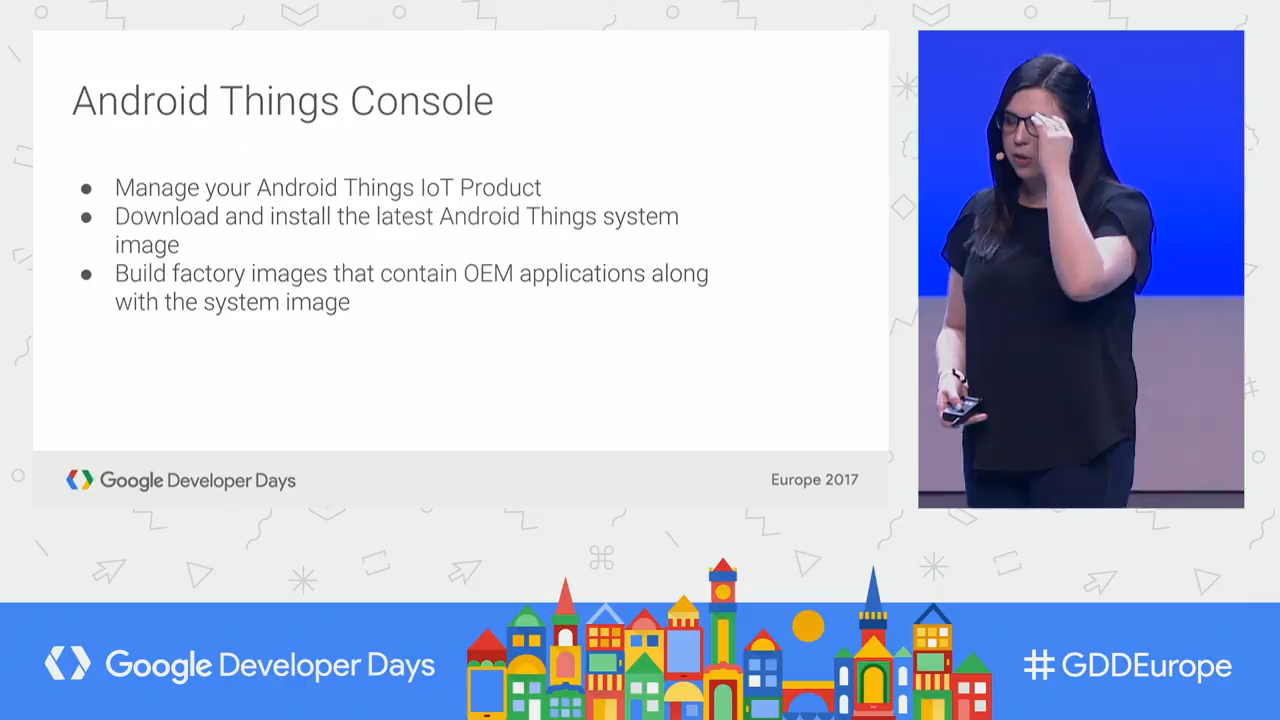 Android Things Console
● Manage your Android Things IoT Product
● Download and install the latest Android Things system
image
● Build factory images that contain OEM applications along
with the system image
Google Developer Days
Europe 2017
Google Developer Days
#GDDEurope